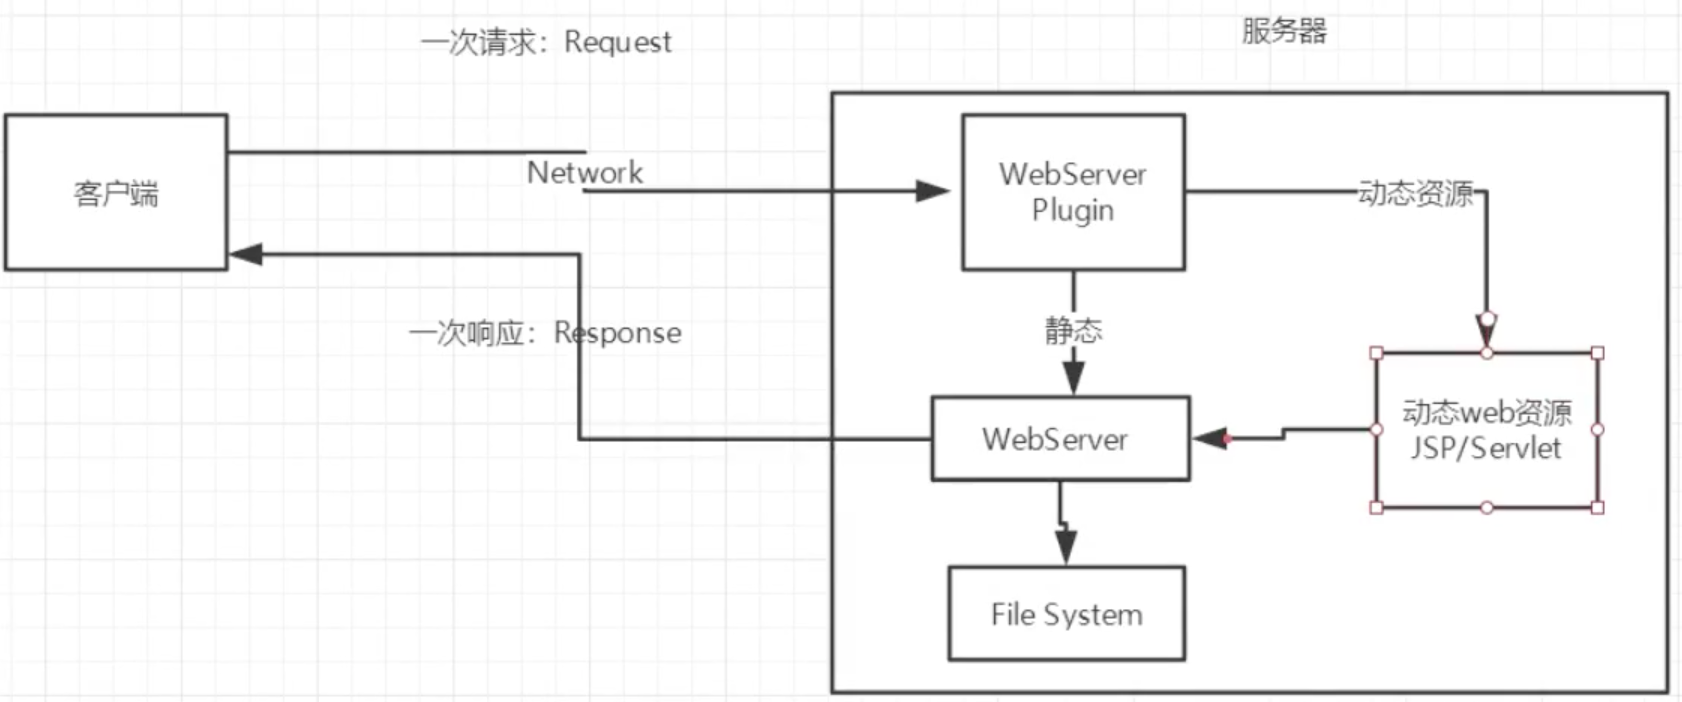 一次请求：Request
服务器
客户端
Network
WebServer
Plugin
动态资源
一次响应：Response
静态
动态web资源
JSP/Servlet
WebServer
File System